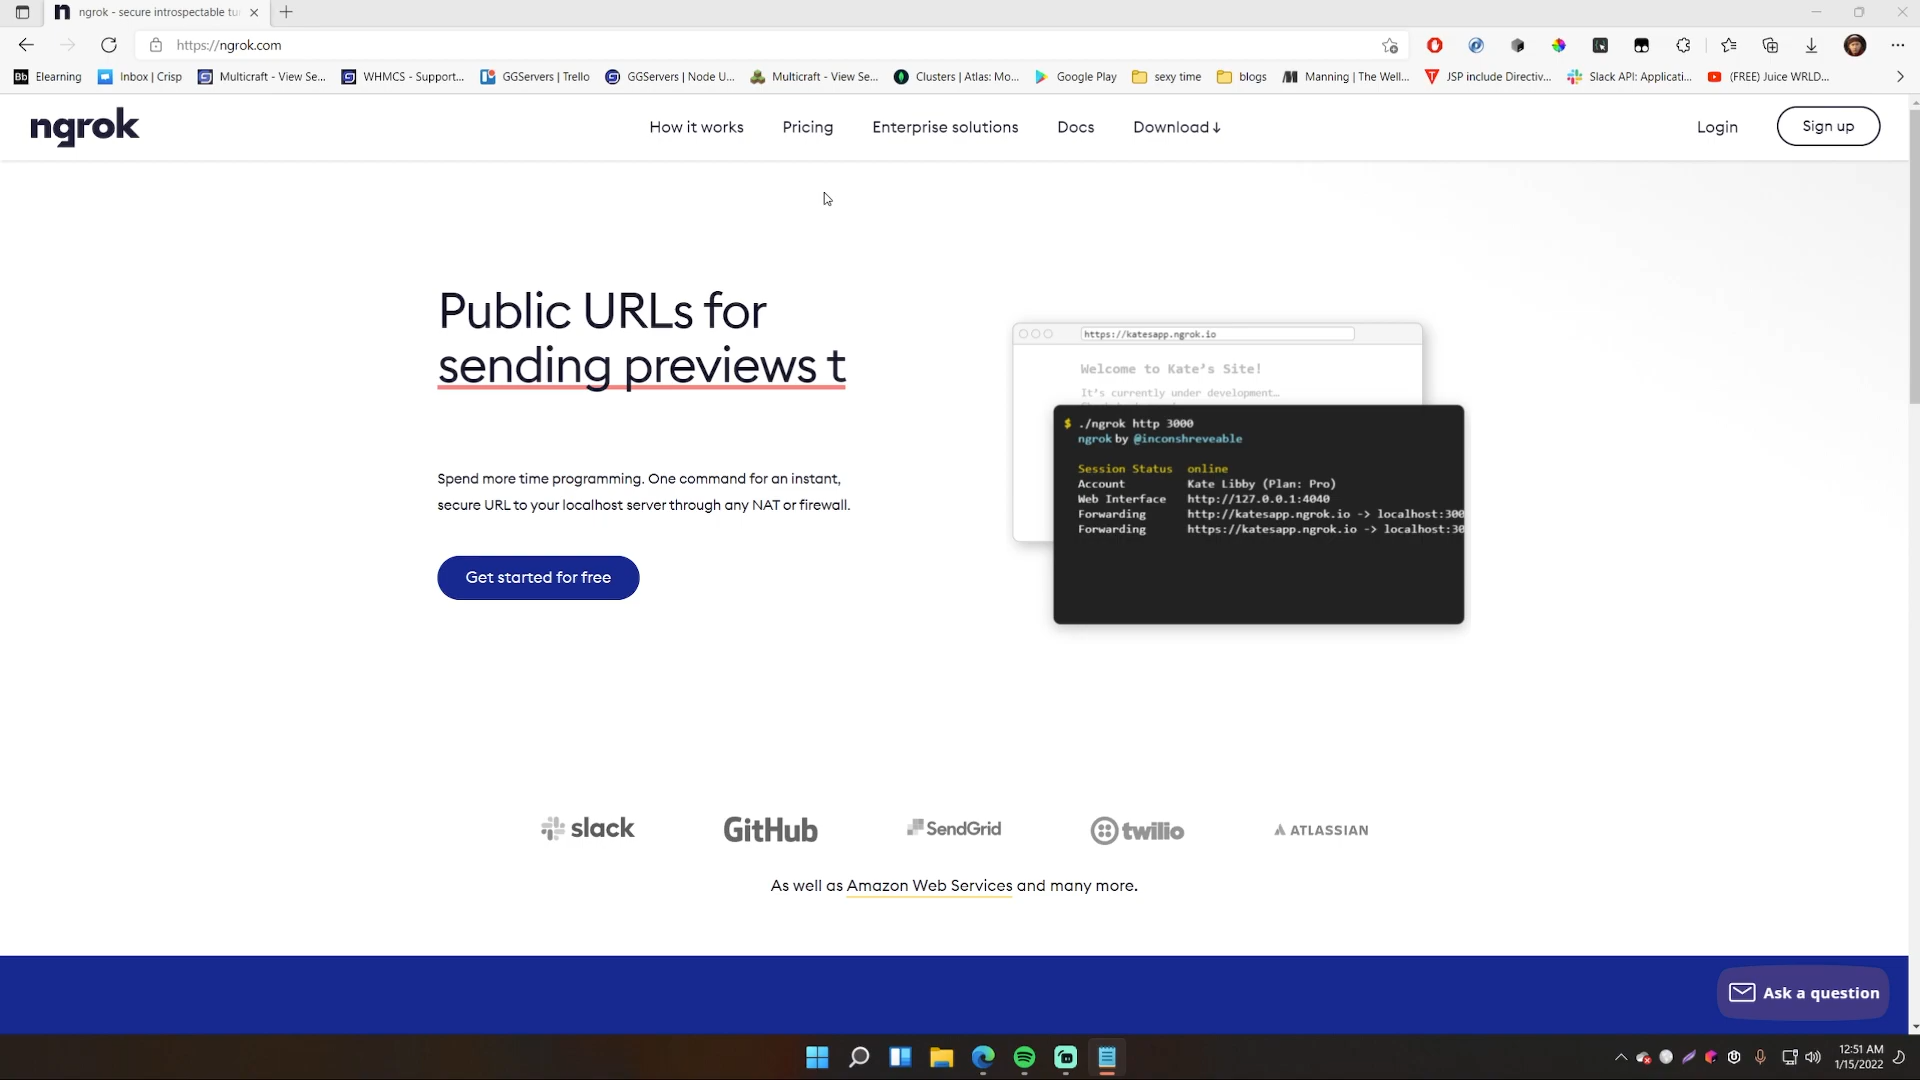 ngrok - secure introspectable tu
https://ngrok.com
Elearning
Inbox | Crisp
Multicraft - View Se...
WHMCS - Support...
GGServers | Trello
GGServers | Node U...
Multicraft - View Se...
Clusters | Atlas: Mo...
Google Play
sexy time
blogs
Manning | The Well...
JSP include Directiv...
Slack API: Applicati...
(FREE) Juice WRLD...
ngrok
How it works
Pricing
Enterprise solutions
Docs
Download↓
Login
Sign up
Public URLs for
sending previews t
Spend more time programming. One command for an instant,
secure URL to your localhost server through any NAT or firewall.
Get started for free
https://katesapp.ngrok.io
Welcome to Kate's Site!
It's currently under development…
$ ./ngrok http 3000
ngrok by @inconshreveable
Session Status online
Account Kate Libby (Plan: Pro)
Web Interface http://127.0.0.1:4040
Forwarding http://katesapp.ngrok.io -> localhost:300
Forwarding https://katesapp.ngrok.io -> localhost:30
slack
GitHub
SendGrid
twilio
ATLASSIAN
As well as Amazon Web Services and many more.
Ask a question
12:51 AM
1/15/2022